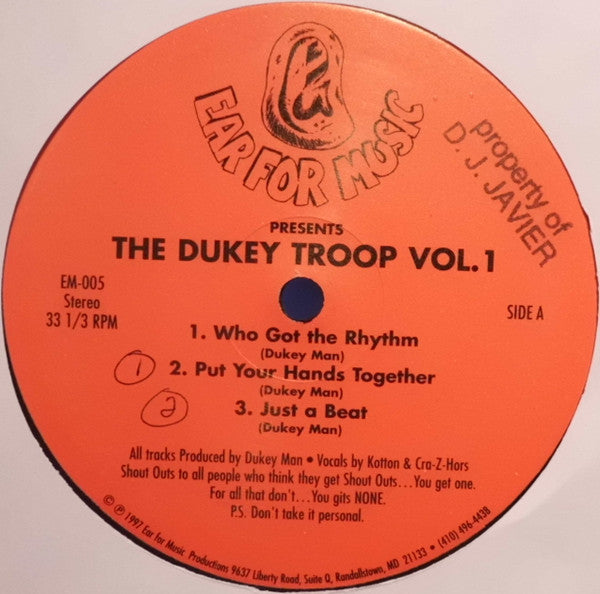 EAR FOR MUSIC
property of
D. J. JAVIER
PRESENTS
THE DUKEY TROOP VOL.1
EM-005
Stereo
33 1/3 RPM
SIDE A
1. Who Got the Rhythm
(Dukey Man)
1
2. Put Your Hands Together
(Dukey Man)
2
3. Just a Beat
(Dukey Man)
All tracks Produced by Dukey Man • Vocals by Kotton & Cra-Z-Hors
Shout Outs to all people who think they get Shout Outs...You get one.
For all that don't...You gits NONE.
P.S. Don't take it personal.
© ℗ 1997 Ear for Music Productions 9637 Liberty Road, Suite Q, Randallstown, MD 21133 • (410) 496-4438